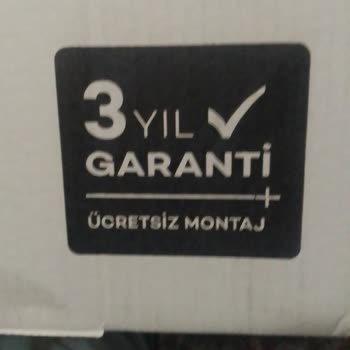 3 YIL
GARANTİ
ÜCRETSİZ MONTAJ